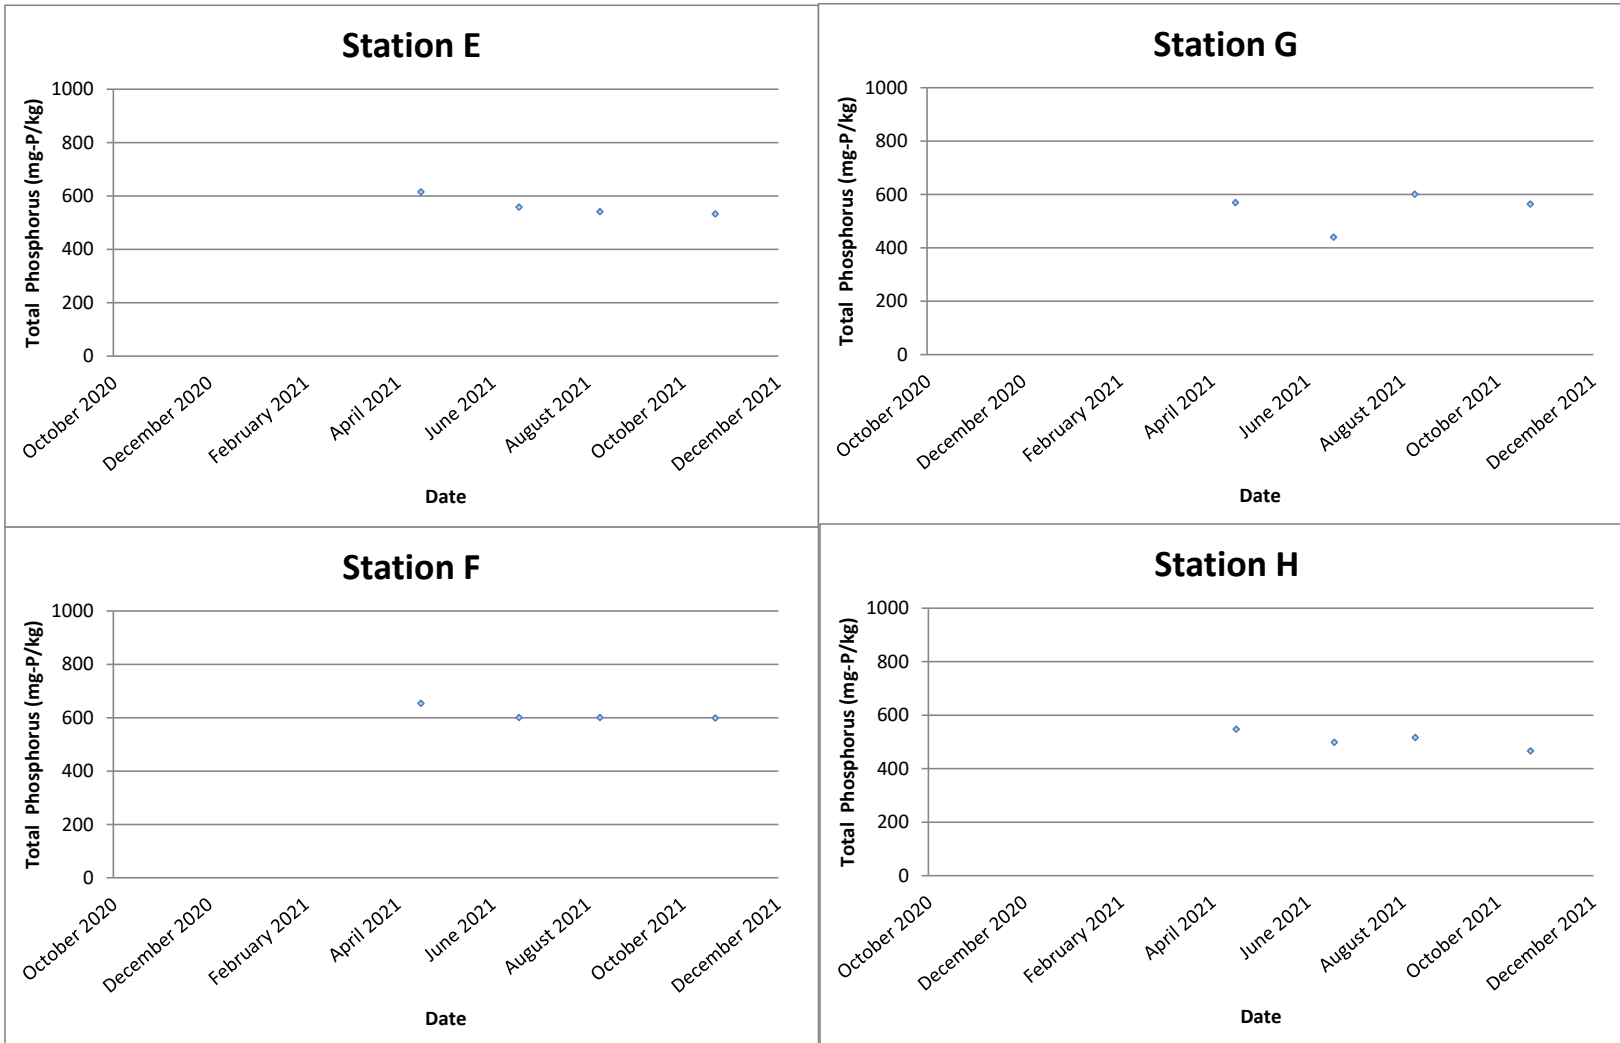 Station E
Total Phosphorus (mg-P/kg)
1000
800
600
400
200
0
October 2020
December 2020
February 2021
April 2021
June 2021
August 2021
October 2021
December 2021
Date
Station G
Total Phosphorus (mg-P/kg)
1000
800
600
400
200
0
October 2020
December 2020
February 2021
April 2021
June 2021
August 2021
October 2021
December 2021
Date
Station F
Total Phosphorus (mg-P/kg)
1000
800
600
400
200
0
October 2020
December 2020
February 2021
April 2021
June 2021
August 2021
October 2021
December 2021
Date
Station H
Total Phosphorus (mg-P/kg)
1000
800
600
400
200
0
October 2020
December 2020
February 2021
April 2021
June 2021
August 2021
October 2021
December 2021
Date